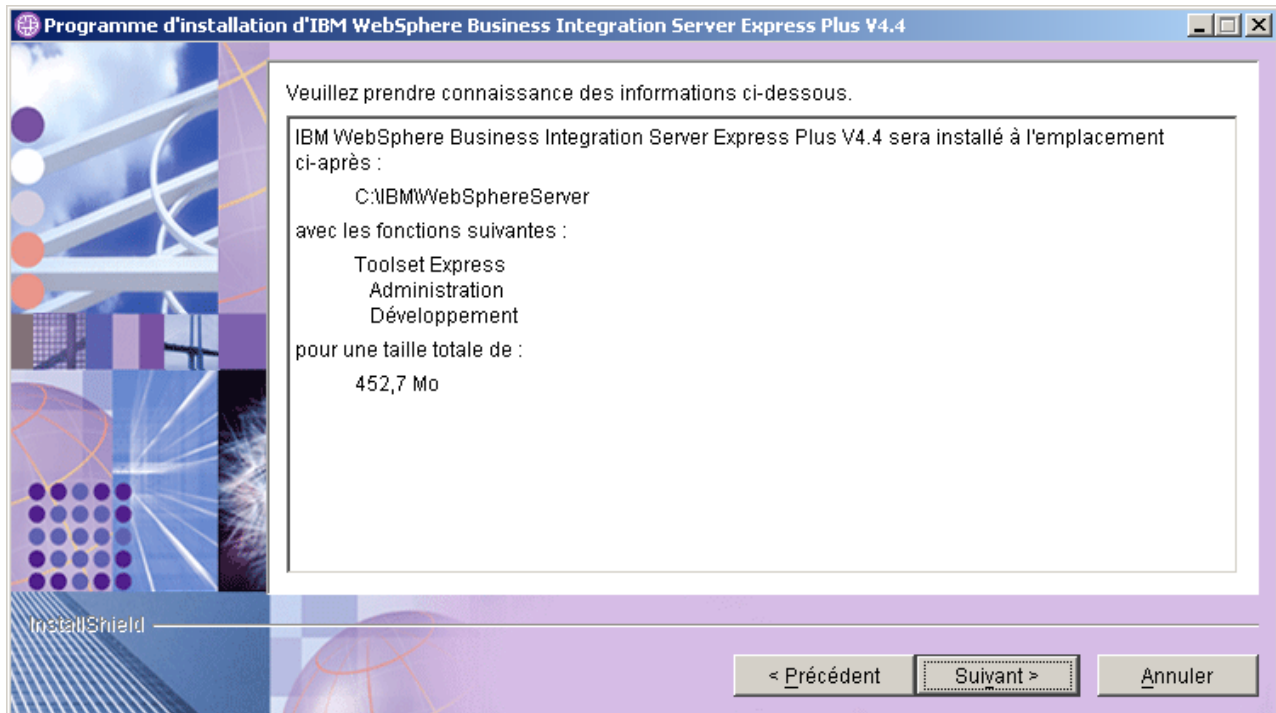 Programme d'installation d'IBM WebSphere Business Integration Server Express Plus V4.4
Veuillez prendre connaissance des informations ci-dessous.
IBM WebSphere Business Integration Server Express Plus V4.4 sera installé à l'emplacement
ci-après :
C:\IBM\WebSphereServer
avec les fonctions suivantes :
Toolset Express
Administration
Développement
pour une taille totale de :
452,7 Mo
InstallShield
< Précédent
Suivant >
Annuler